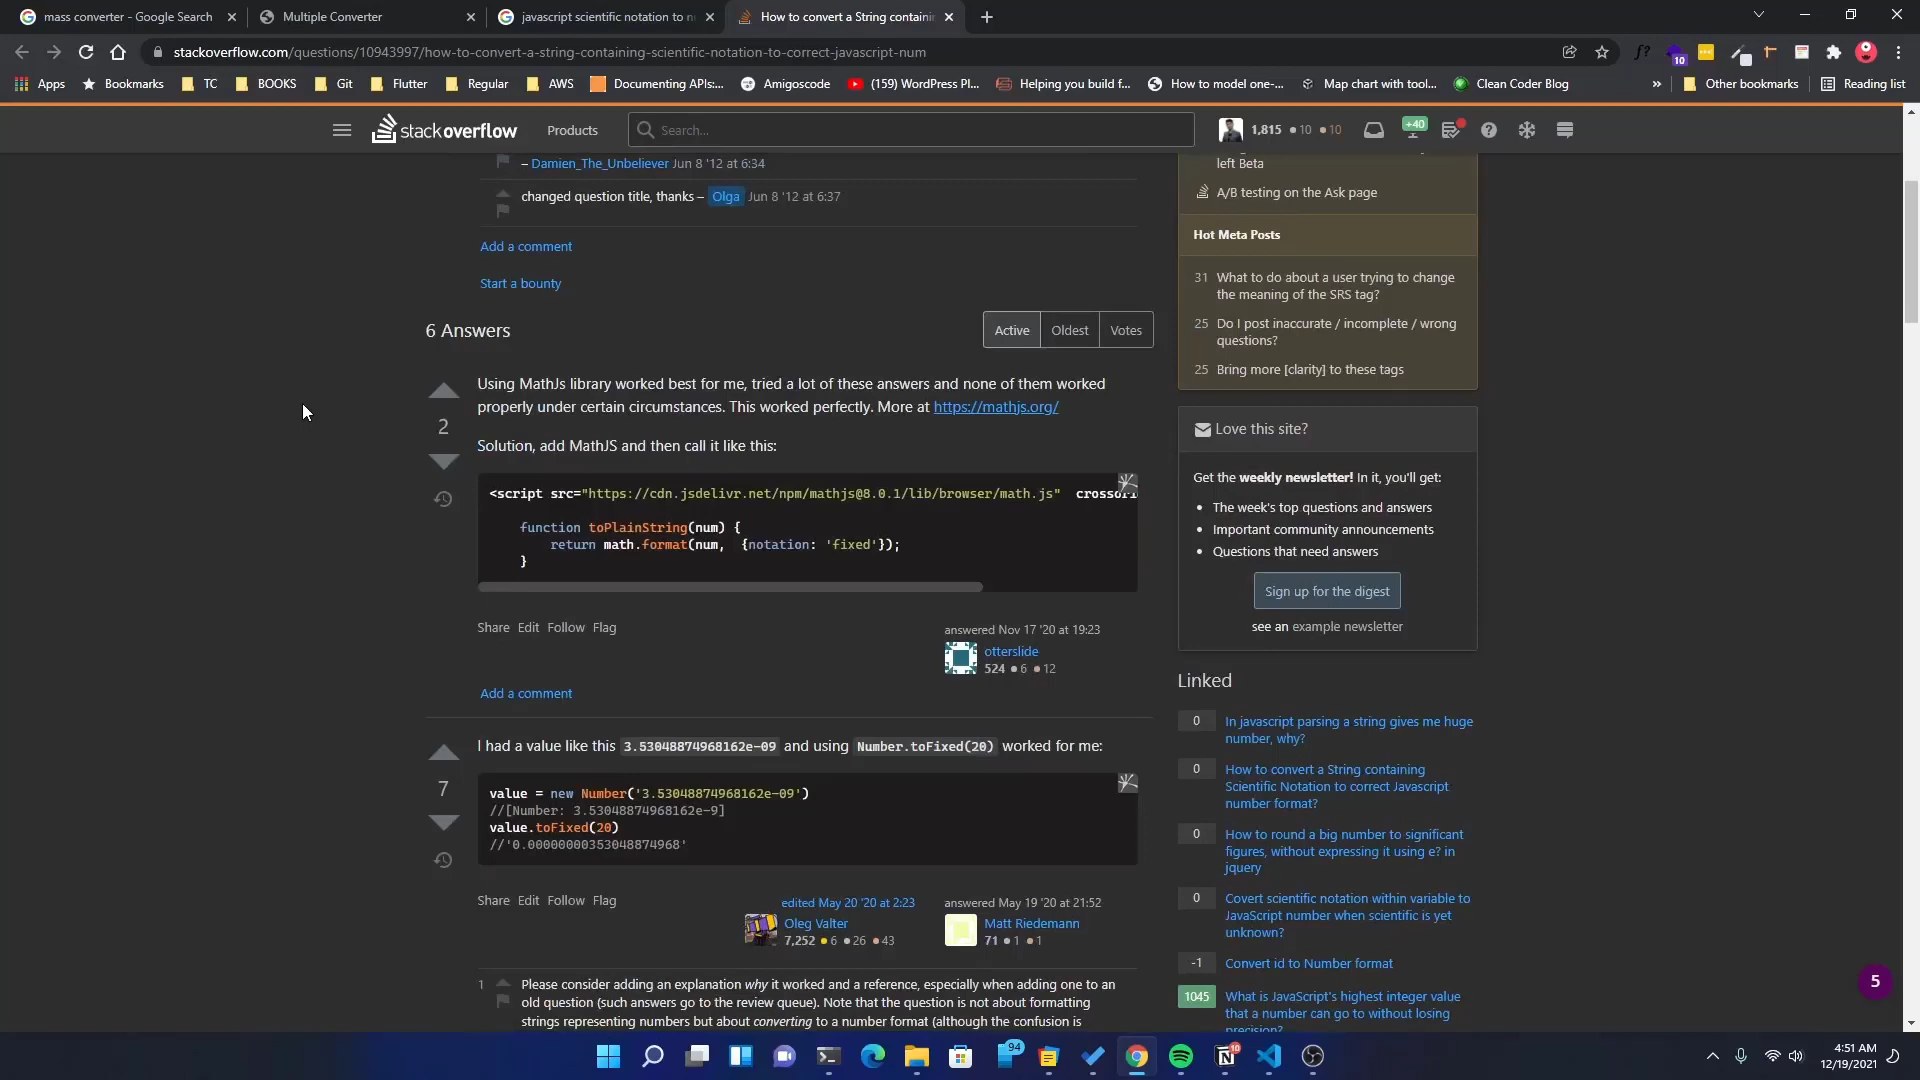 mass converter - Google Search
Multiple Converter
javascript scientific notation to n
How to convert a String containi
stackoverflow.com/questions/10943997/how-to-convert-a-string-containing-scientific-notation-to-correct-javascript-num
f?
10
Apps
Bookmarks
TC
BOOKS
Git
Flutter
Regular
AWS
Documenting APIs:...
Amigoscode
(159) WordPress Pl...
Helping you build f...
How to model one-...
Map chart with tool...
Clean Coder Blog
»
Other bookmarks
Reading list
stackoverflow
Products
Search...
1,815 ● 10 ● 10
+40
– Damien_The_Unbeliever Jun 8 '12 at 6:34
changed question title, thanks – Olga Jun 8 '12 at 6:37
Add a comment
Start a bounty
6 Answers
Active
Oldest
Votes
2
Using MathJs library worked best for me, tried a lot of these answers and none of them worked
properly under certain circumstances. This worked perfectly. More at https://mathjs.org/
Solution, add MathJS and then call it like this:
<script src="https://cdn.jsdelivr.net/npm/mathjs@8.0.1/lib/browser/math.js" crossori
function toPlainString(num) {
return math.format(num, {notation: 'fixed'});
}
Share Edit Follow Flag
answered Nov 17 '20 at 19:23
otterslide
524 ● 6 ● 12
Add a comment
7
I had a value like this 3.53048874968162e-09 and using Number.toFixed(20) worked for me:
value = new Number('3.53048874968162e-09')
//[Number: 3.53048874968162e-9]
value.toFixed(20)
//'0.00000000353048874968'
Share Edit Follow Flag
edited May 20 '20 at 2:23
Oleg Valter
7,252 ● 6 ● 26 ● 43
answered May 19 '20 at 21:52
Matt Riedemann
71 ● 1 ● 1
1
Please consider adding an explanation why it worked and a reference, especially when adding one to an
old question (such answers go to the review queue). Note that the question is not about formatting
strings representing numbers but about converting to a number format (although the confusion is
left Beta
A/B testing on the Ask page
Hot Meta Posts
31 What to do about a user trying to change
the meaning of the SRS tag?
25 Do I post inaccurate / incomplete / wrong
questions?
25 Bring more [clarity] to these tags
Love this site?
Get the weekly newsletter! In it, you'll get:
• The week's top questions and answers
• Important community announcements
• Questions that need answers
Sign up for the digest
see an example newsletter
Linked
0 In javascript parsing a string gives me huge
number, why?
0 How to convert a String containing
Scientific Notation to correct Javascript
number format?
0 How to round a big number to significant
figures, without expressing it using e? in
jquery
0 Covert scientific notation within variable to
JavaScript number when scientific is yet
unknown?
-1 Convert id to Number format
1045 What is JavaScript's highest integer value
that a number can go to without losing
precision?
5
94
10
4:51 AM
12/19/2021